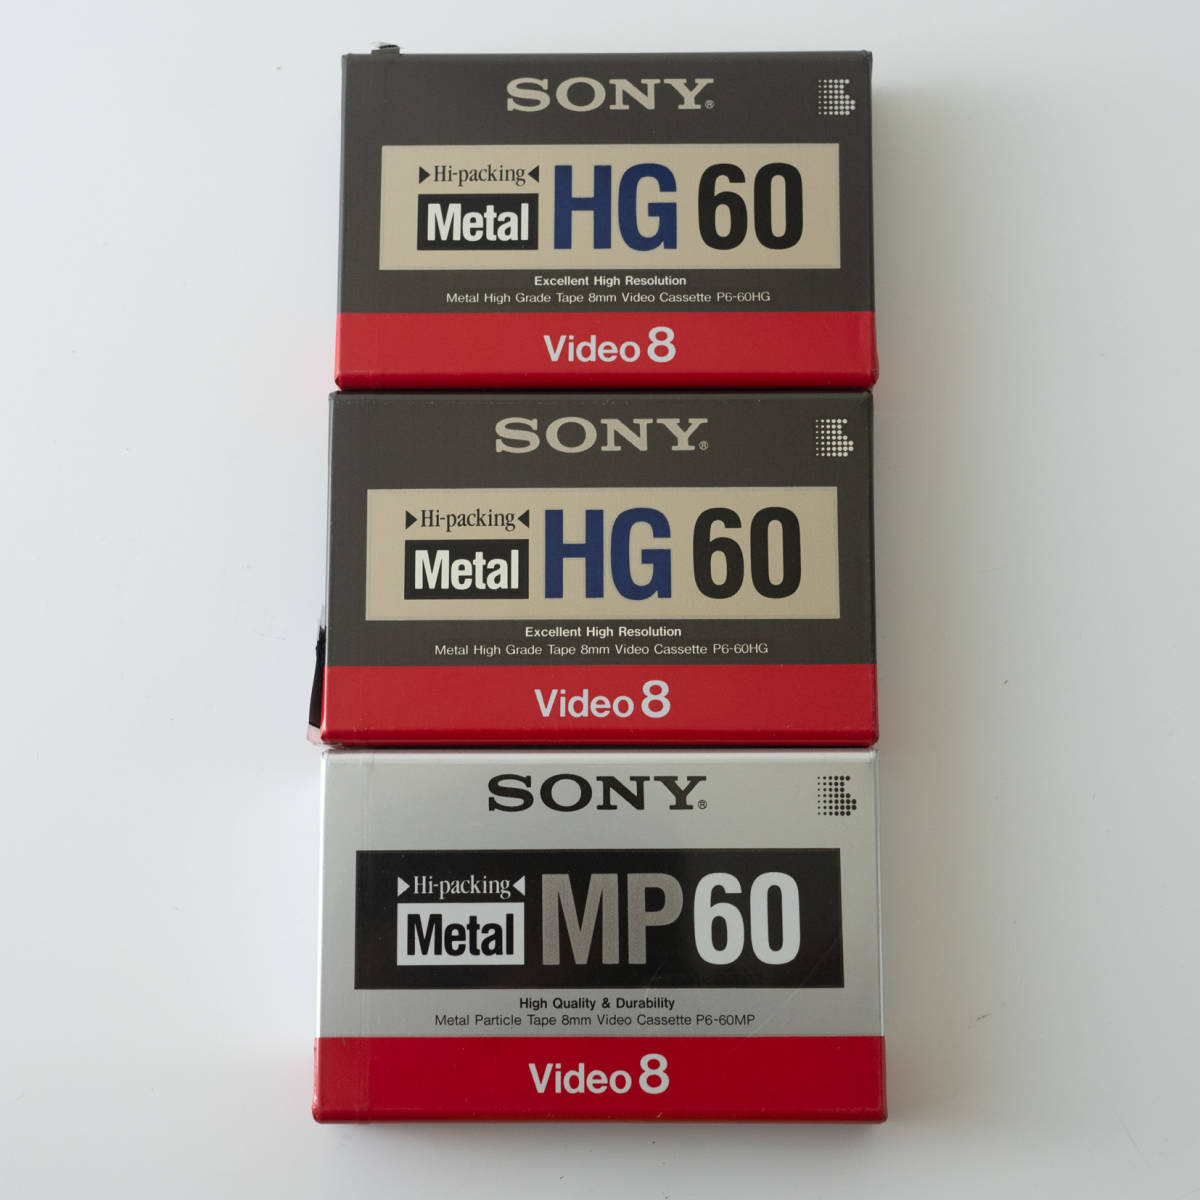 SONY®
▶Hi-packing◀
Metal HG 60
Excellent High Resolution
Metal High Grade Tape 8mm Video Cassette P6-60HG
Video 8
SONY®
▶Hi-packing◀
Metal HG 60
Excellent High Resolution
Metal High Grade Tape 8mm Video Cassette P6-60HG
Video 8
SONY®
▶Hi-packing◀
Metal MP 60
High Quality & Durability
Metal Particle Tape 8mm Video Cassette P6-60MP
Video 8